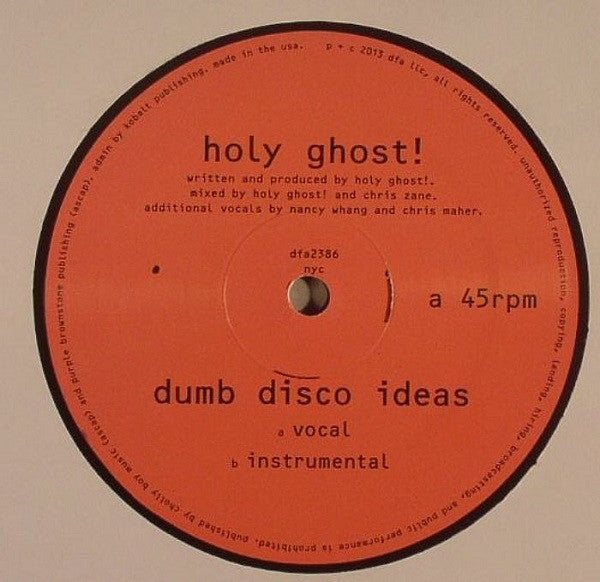 holy ghost!
written and produced by holy ghost!.
mixed by holy ghost! and chris zane.
additional vocals by nancy whang and chris maher.
dfa2386
nyc
a 45rpm
dumb disco ideas
a vocal
b instrumental
p + c 2013 dfa llc, all rights reserved. unauthorized reproduction, copying, lending, hiring, broadcasting, and public performance is prohibited. published by cholly boy music (ascap) and purple brownstone publishing (ascap), admin by kobalt publishing. made in the usa.